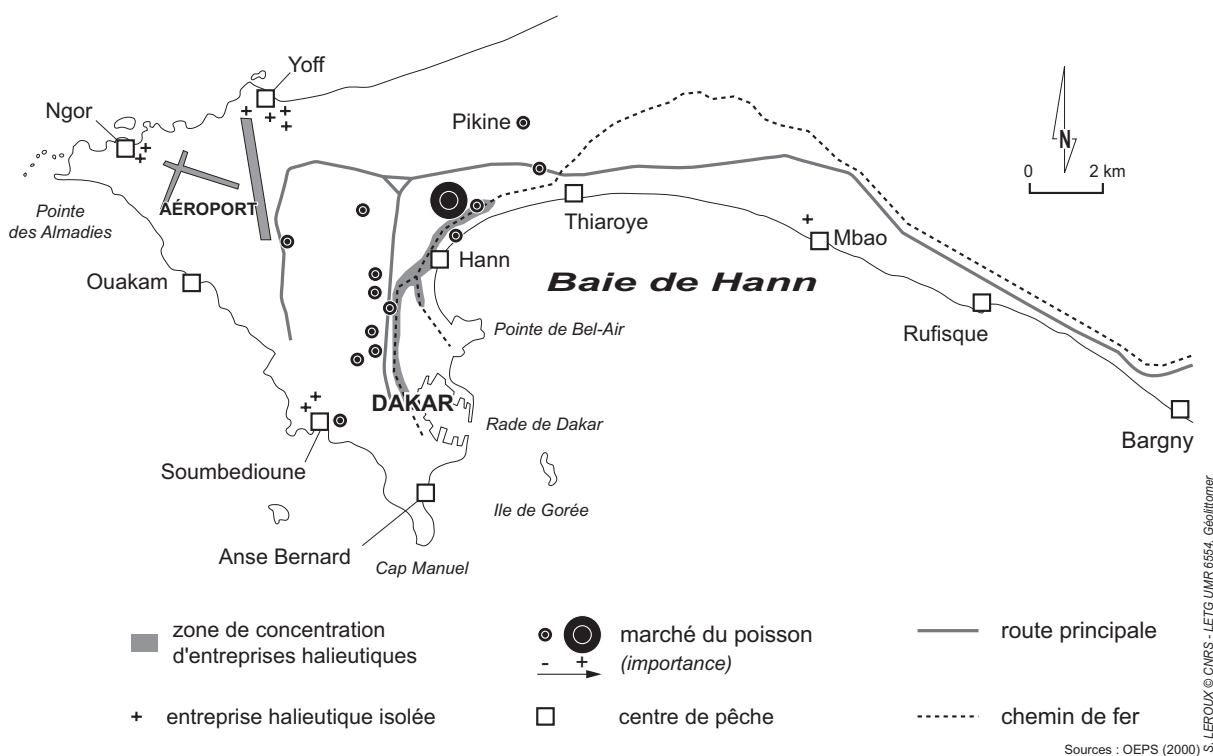 Yoff
Ngor
Pikine
N
0 2 km
AÉROPORT
Pointe
des Almadies
Thiaroye
Mbao
Hann
Baie de Hann
Ouakam
Rufisque
Pointe de Bel-Air
DAKAR
Rade de Dakar
Bargny
Soumbedioune
Ile de Gorée
Anse Bernard
Cap Manuel
zone de concentration
d'entreprises halieutiques
marché du poisson
- +
(importance)
route principale
+ entreprise halieutique isolée
centre de pêche
chemin de fer
Sources : OEPS (2000)
S. LEROUX © CNRS - LETG UMR 6554, Géolittomer